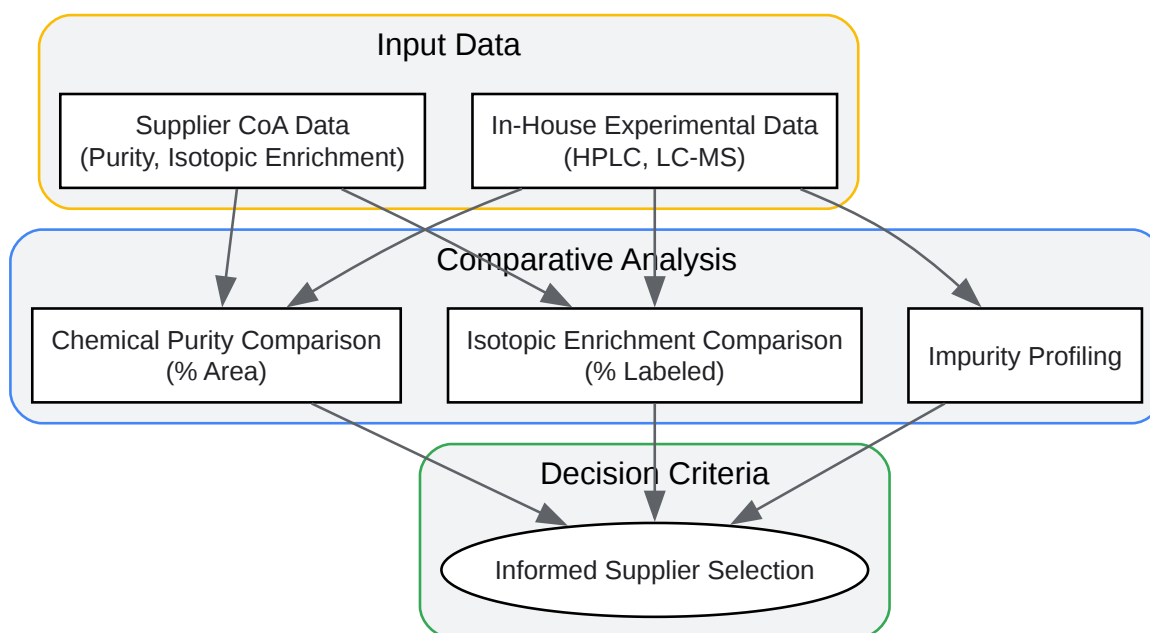 Input Data
Supplier CoA Data
(Purity, Isotopic Enrichment)
In-House Experimental Data
(HPLC, LC-MS)
Comparative Analysis
Chemical Purity Comparison
(% Area)
Isotopic Enrichment Comparison
(% Labeled)
Impurity Profiling
Decision Criteria
Informed Supplier Selection